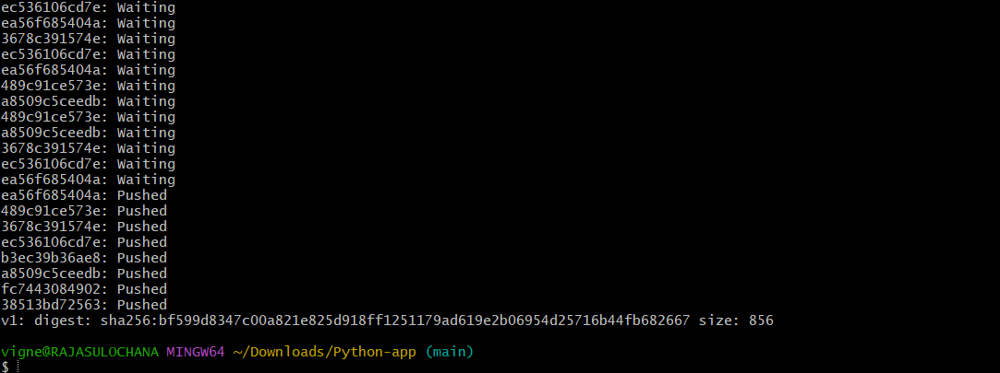 ec536106cd7e: Waiting
ea56f685404a: Waiting
3678c391574e: Waiting
ec536106cd7e: Waiting
ea56f685404a: Waiting
489c91ce573e: Waiting
a8509c5ceedb: Waiting
489c91ce573e: Waiting
a8509c5ceedb: Waiting
3678c391574e: Waiting
ec536106cd7e: Waiting
ea56f685404a: Waiting
ea56f685404a: Pushed
489c91ce573e: Pushed
3678c391574e: Pushed
ec536106cd7e: Pushed
b3ec39b36ae8: Pushed
a8509c5ceedb: Pushed
fc7443084902: Pushed
38513bd72563: Pushed
v1: digest: sha256:bf599d8347c00a821e825d918ff1251179ad619e2b06954d25716b44fb682667 size: 856
vigne@RAJASULOCHANA MINGW64 ~/Downloads/Python-app (main)
$